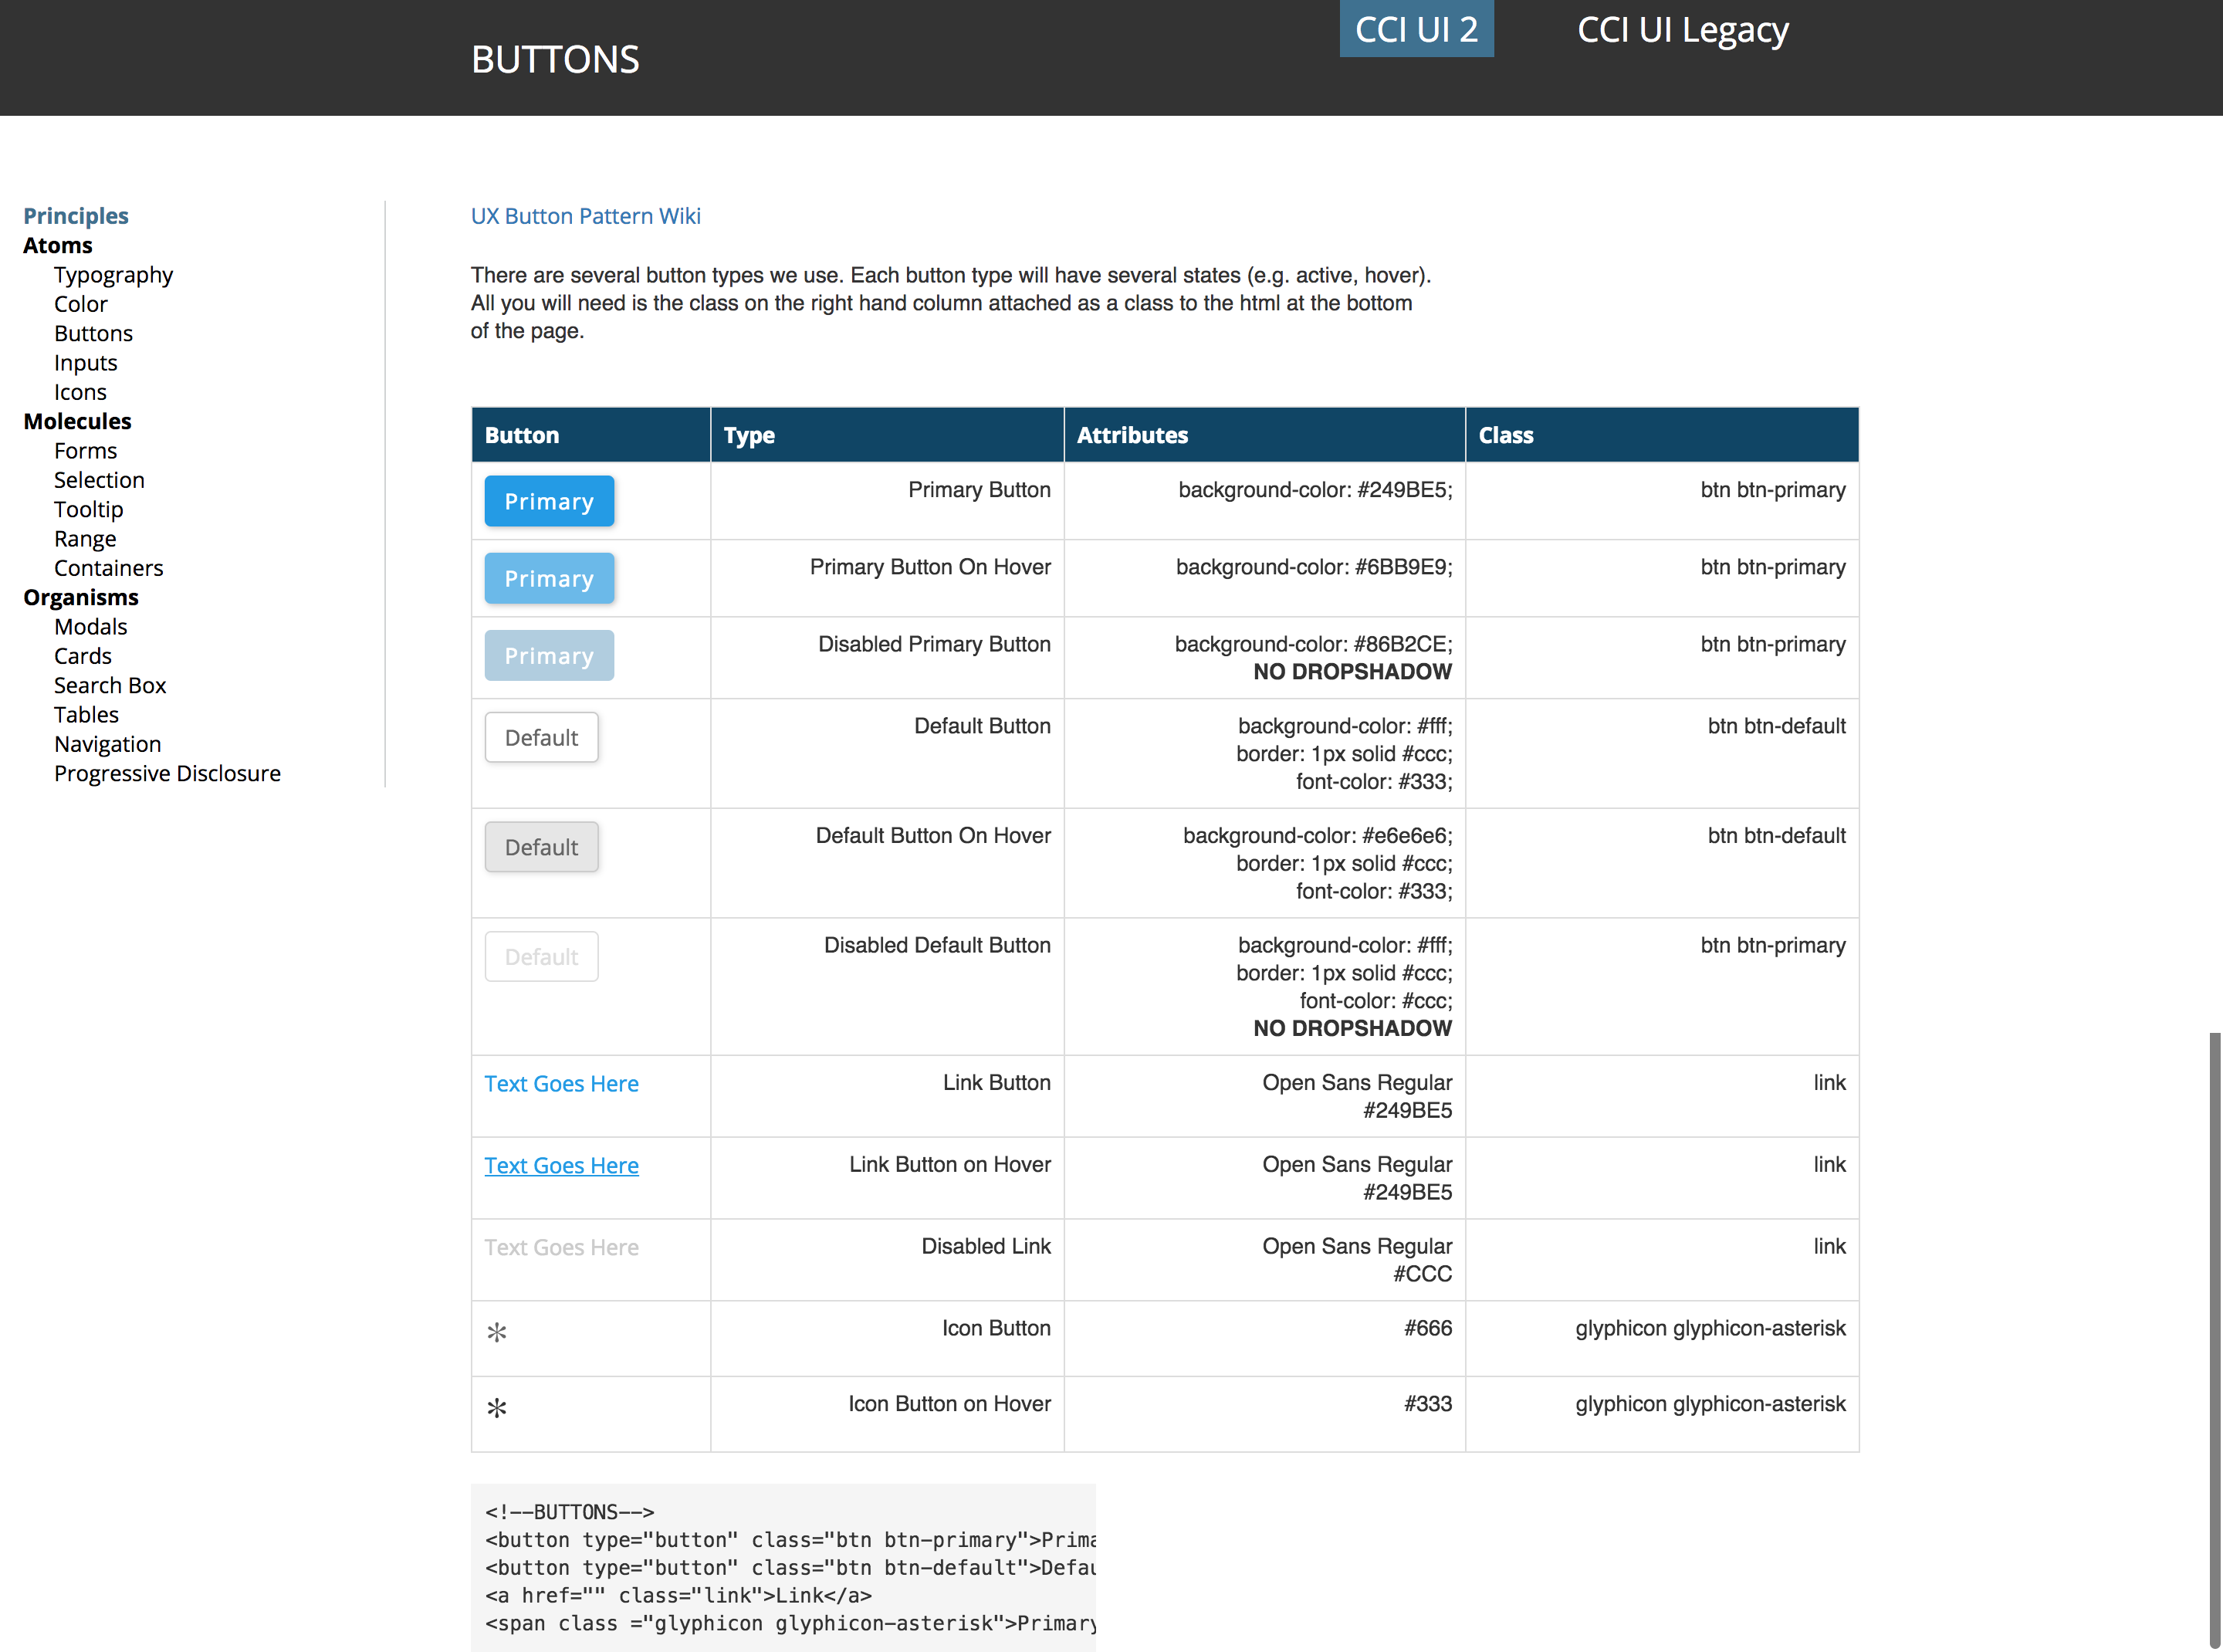 BUTTONS
CCI UI 2
CCI UI Legacy
Principles
Atoms
Typography
Color
Buttons
Inputs
Icons
Molecules
Forms
Selection
Tooltip
Range
Containers
Organisms
Modals
Cards
Search Box
Tables
Navigation
Progressive Disclosure
UX Button Pattern Wiki
There are several button types we use. Each button type will have several states (e.g. active, hover).
All you will need is the class on the right hand column attached as a class to the html at the bottom
of the page.
Button Type Attributes Class
Primary Primary Button background-color: #249BE5; btn btn-primary
Primary Primary Button On Hover background-color: #6BB9E9; btn btn-primary
Primary Disabled Primary Button background-color: #86B2CE; btn btn-primary
NO DROPSHADOW
Default Default Button background-color: #fff; btn btn-default
border: 1px solid #ccc;
font-color: #333;
Default Default Button On Hover background-color: #e6e6e6; btn btn-default
border: 1px solid #ccc;
font-color: #333;
Default Disabled Default Button background-color: #fff; btn btn-primary
border: 1px solid #ccc;
font-color: #ccc;
NO DROPSHADOW
Text Goes Here Link Button Open Sans Regular link
#249BE5
Text Goes Here Link Button on Hover Open Sans Regular link
#249BE5
Text Goes Here Disabled Link Open Sans Regular link
#CCC
Icon Button #666 glyphicon glyphicon-asterisk
Icon Button on Hover #333 glyphicon glyphicon-asterisk
<!--BUTTONS-->
<button type="button" class="btn btn-primary">Prima
<button type="button" class="btn btn-default">Defau
<a href="" class="link">Link</a>
<span class ="glyphicon glyphicon-asterisk">Primary